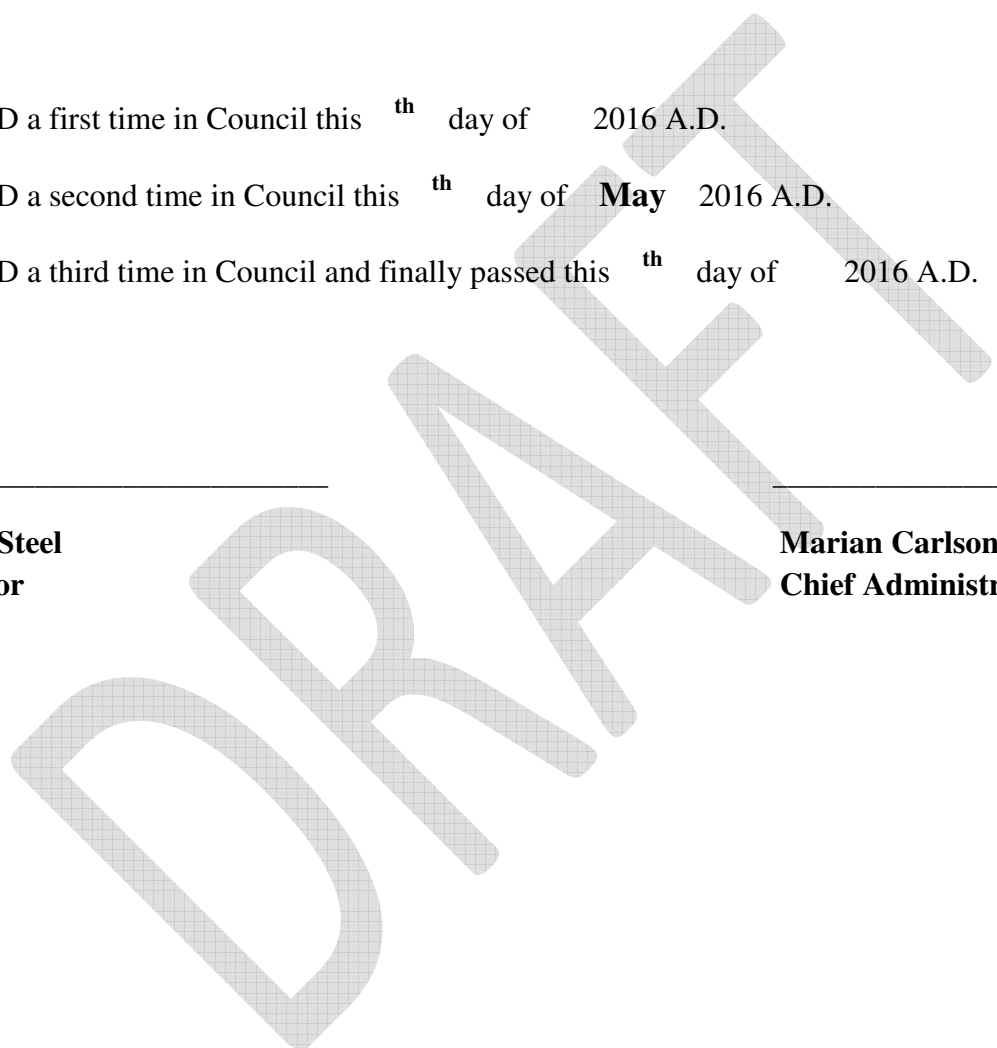 D a first time in Council this th day of 2016 A.D.
D a second time in Council this th day of May 2016 A.D.
D a third time in Council and finally passed this th day of 2016 A.D.
Steel Marian Carlson
or Chief Administr
DRAFT